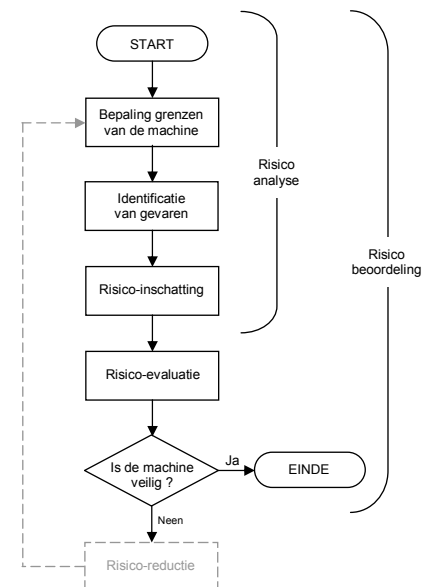 START
Bepaling grenzen
van de machine
Identificatie
van gevaren
Risico
analyse
Risico
beoordeling
Risico-inschatting
Risico-evaluatie
Is de machine
veilig ?
Ja
EINDE
Neen
Risico-reductie